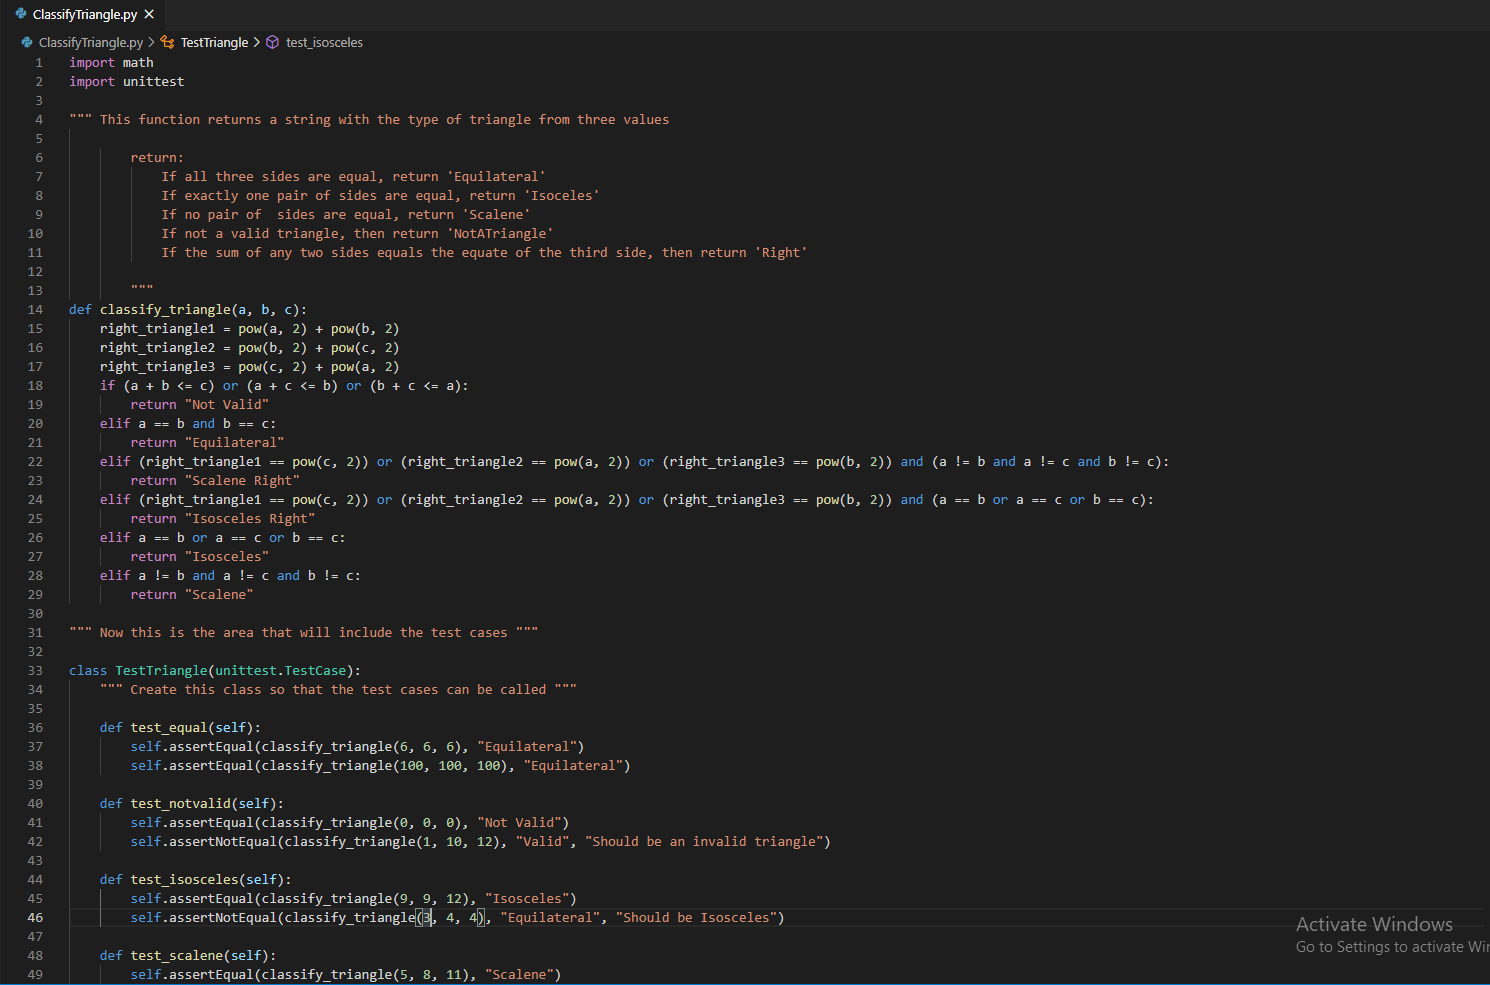 ClassifyTriangle.py ×
ClassifyTriangle.py > TestTriangle > test_isosceles
1 import math
2 import unittest
3
4 """ This function returns a string with the type of triangle from three values
5
6 return:
7 If all three sides are equal, return 'Equilateral'
8 If exactly one pair of sides are equal, return 'Isoceles'
9 If no pair of  sides are equal, return 'Scalene'
10 If not a valid triangle, then return 'NotATriangle'
11 If the sum of any two sides equals the equate of the third side, then return 'Right'
12
13 """
14 def classify_triangle(a, b, c):
15 right_triangle1 = pow(a, 2) + pow(b, 2)
16 right_triangle2 = pow(b, 2) + pow(c, 2)
17 right_triangle3 = pow(c, 2) + pow(a, 2)
18 if (a + b <= c) or (a + c <= b) or (b + c <= a):
19 return "Not Valid"
20 elif a == b and b == c:
21 return "Equilateral"
22 elif (right_triangle1 == pow(c, 2)) or (right_triangle2 == pow(a, 2)) or (right_triangle3 == pow(b, 2)) and (a != b and a != c and b != c):
23 return "Scalene Right"
24 elif (right_triangle1 == pow(c, 2)) or (right_triangle2 == pow(a, 2)) or (right_triangle3 == pow(b, 2)) and (a == b or a == c or b == c):
25 return "Isosceles Right"
26 elif a == b or a == c or b == c:
27 return "Isosceles"
28 elif a != b and a != c and b != c:
29 return "Scalene"
30
31 """ Now this is the area that will include the test cases """
32
33 class TestTriangle(unittest.TestCase):
34 """ Create this class so that the test cases can be called """
35
36 def test_equal(self):
37 self.assertEqual(classify_triangle(6, 6, 6), "Equilateral")
38 self.assertEqual(classify_triangle(100, 100, 100), "Equilateral")
39
40 def test_notvalid(self):
41 self.assertEqual(classify_triangle(0, 0, 0), "Not Valid")
42 self.assertNotEqual(classify_triangle(1, 10, 12), "Valid", "Should be an invalid triangle")
43
44 def test_isosceles(self):
45 self.assertEqual(classify_triangle(9, 9, 12), "Isosceles")
46 self.assertNotEqual(classify_triangle(3, 4, 4), "Equilateral", "Should be Isosceles")
47
48 def test_scalene(self):
49 self.assertEqual(classify_triangle(5, 8, 11), "Scalene")
Activate Windows
Go to Settings to activate Wi